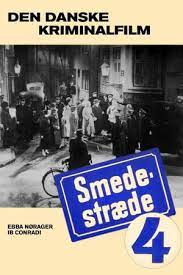 DEN DANSKE
KRIMINALFILM
Smede-
stræde
4
EBBA NØRAGER
IB CONRADI